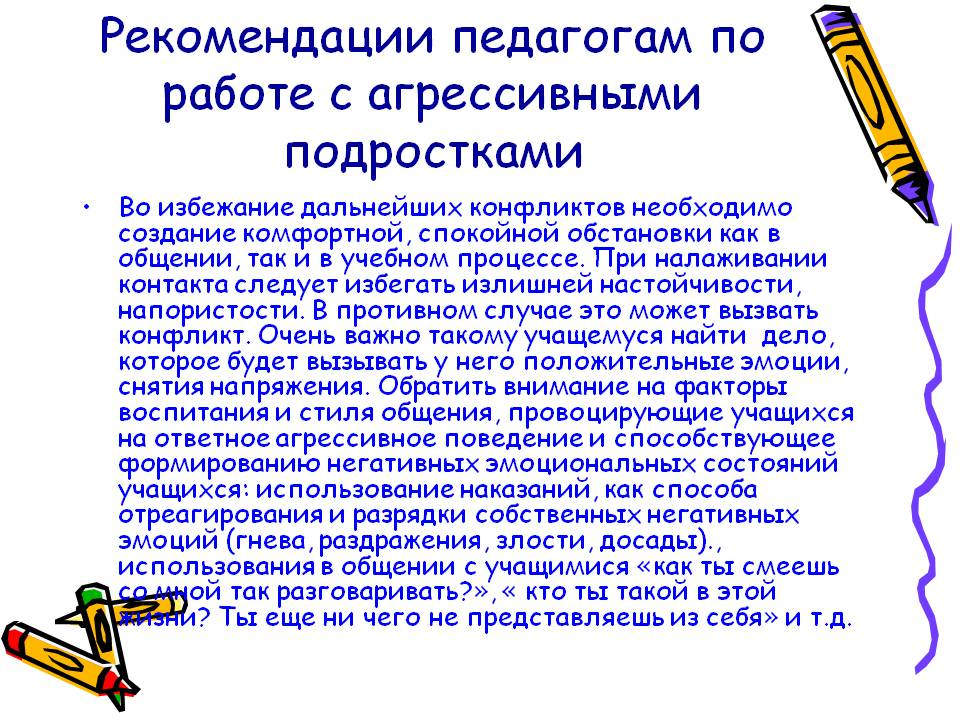 Рекомендации педагогам по
работе с агрессивными
подростками
• Во избежание дальнейших конфликтов необходимо
создание комфортной, спокойной обстановки как в
общении, так и в учебном процессе. При налаживании
контакта следует избегать излишней настойчивости,
напористости. В противном случае это может вызвать
конфликт. Очень важно такому учащемуся найти  дело,
которое будет вызывать у него положительные эмоции,
снятия напряжения. Обратить внимание на факторы
воспитания и стиля общения, провоцирующие учащихся
на ответное агрессивное поведение и способствующее
формированию негативных эмоциональных состояний
учащихся: использование наказаний, как способа
отреагирования и разрядки собственных негативных
эмоций (гнева, раздражения, злости, досады).,
использования в общении с учащимися «как ты смеешь
со мной так разговаривать?», « кто ты такой в этой
жизни? Ты еще ни чего не представляешь из себя» и т.д.